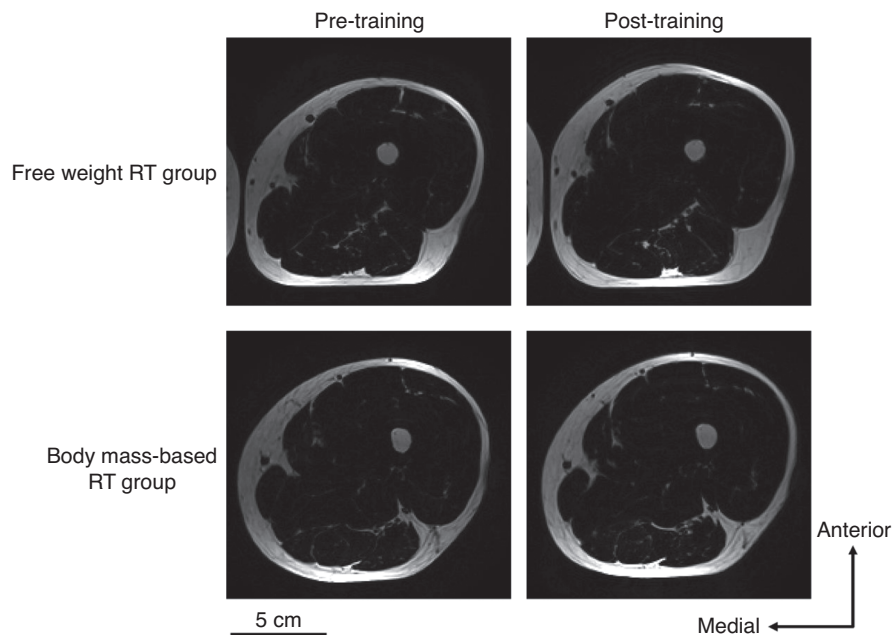 Pre-training
Post-training
Free weight RT group
Body mass-based
RT group
Anterior
Medial
5 cm